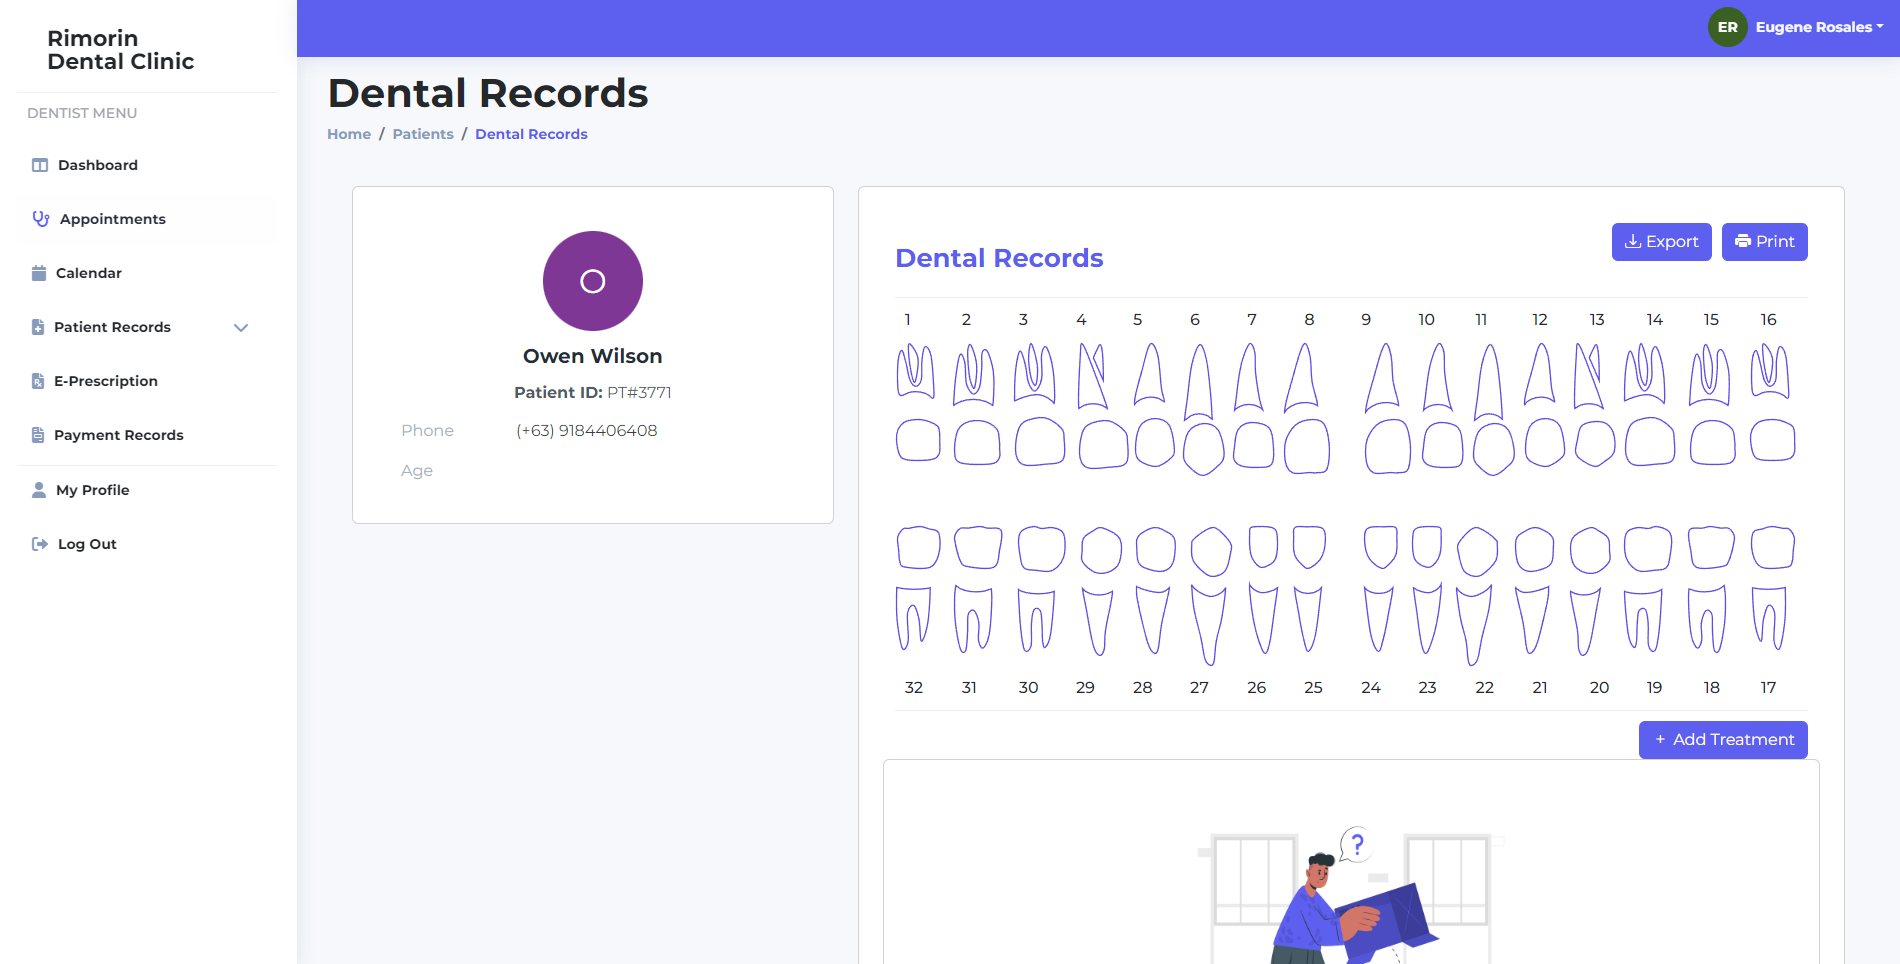 Rimorin
Dental Clinic
DENTIST MENU
Dashboard
Appointments
Calendar
Patient Records
E-Prescription
Payment Records
My Profile
Log Out
ER Eugene Rosales
Dental Records
Home / Patients / Dental Records
O
Owen Wilson
Patient ID: PT#3771
Phone (+63) 9184406408
Age
Export Print
Dental Records
1 2 3 4 5 6 7 8 9 10 11 12 13 14 15 16
32 31 30 29 28 27 26 25 24 23 22 21 20 19 18 17
+ Add Treatment
?